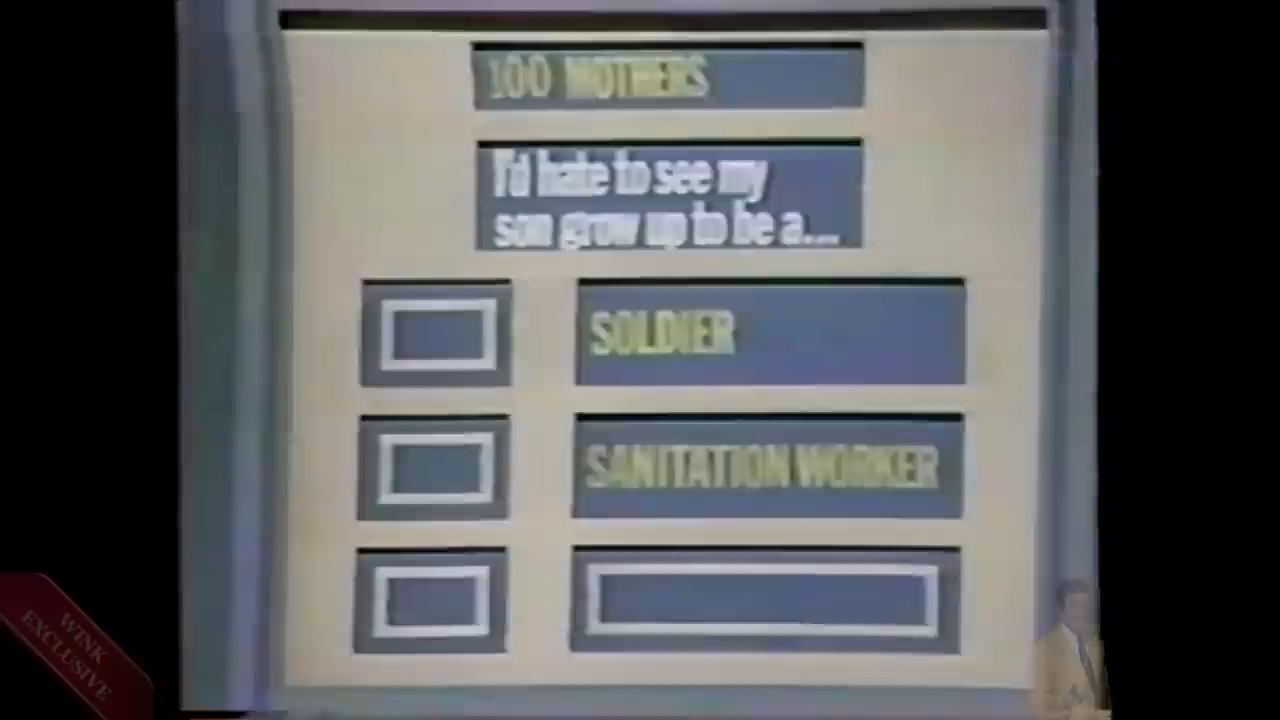 100 MOTHERS
I'd hate to see my
son grow up to be a...
SOLDIER
SANITATION WORKER
WINK
EXCLUSIVE